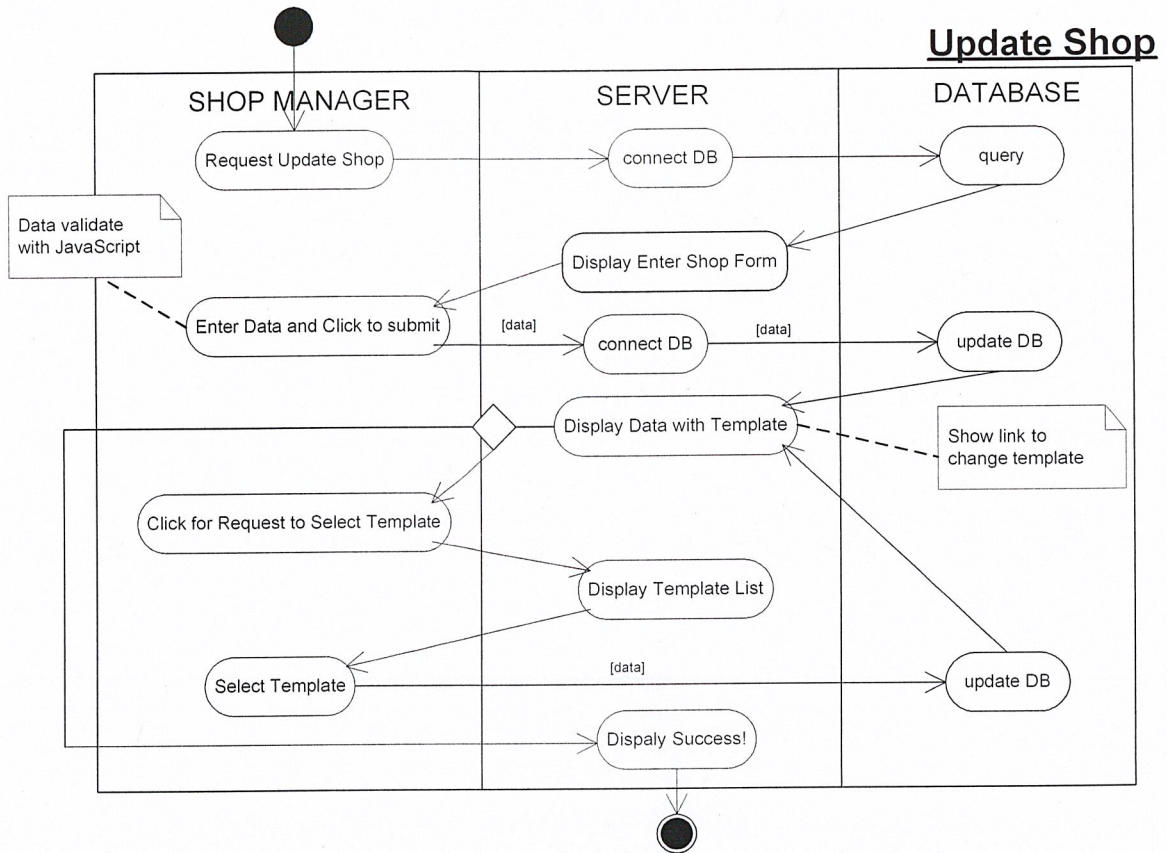 Update Shop
SHOP MANAGER
SERVER
DATABASE
Request Update Shop
connect DB
query
Data validate
with JavaScript
Display Enter Shop Form
Enter Data and Click to submit
[data]
connect DB
[data]
update DB
Display Data with Template
Show link to
change template
Click for Request to Select Template
Display Template List
Select Template
[data]
update DB
Dispaly Success!